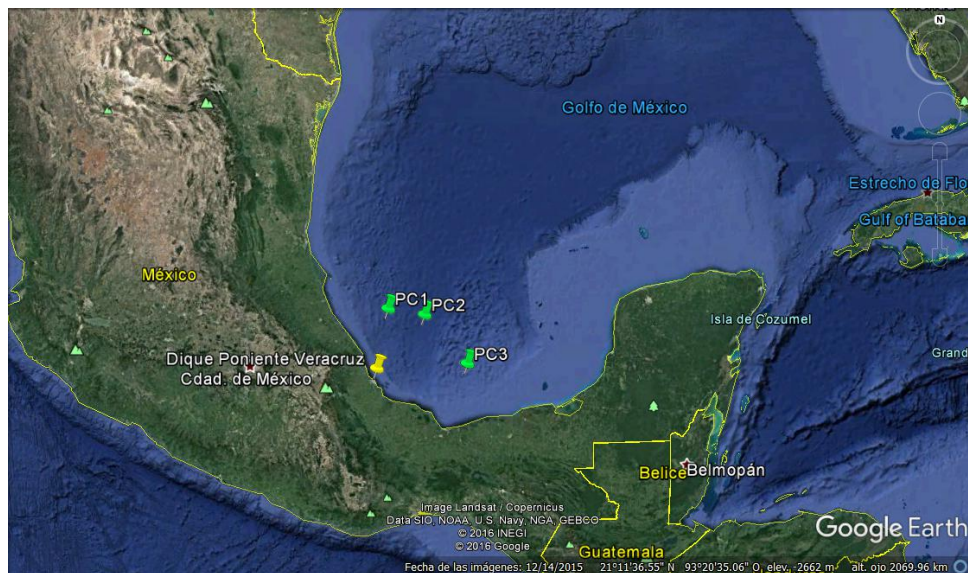 N
Golfo de México
Estrecho de Flo
Gulf of Bataba
México
PC1
PC2
Isla de Cozumel
PC3
Grand
Dique Poniente Veracruz
Cdad. de México
Belice
Belmopán
Image Landsat / Copernicus
Data SIO, NOAA, U.S. Navy, NGA, GEBCO
© 2016 INEGI
© 2016 Google
Google Earth
Guatemala
Fecha de las imágenes: 12/14/2015 21°11'36.55" N 93°20'35.06" O, elev. -2662 m alt. ojo 2069.96 km